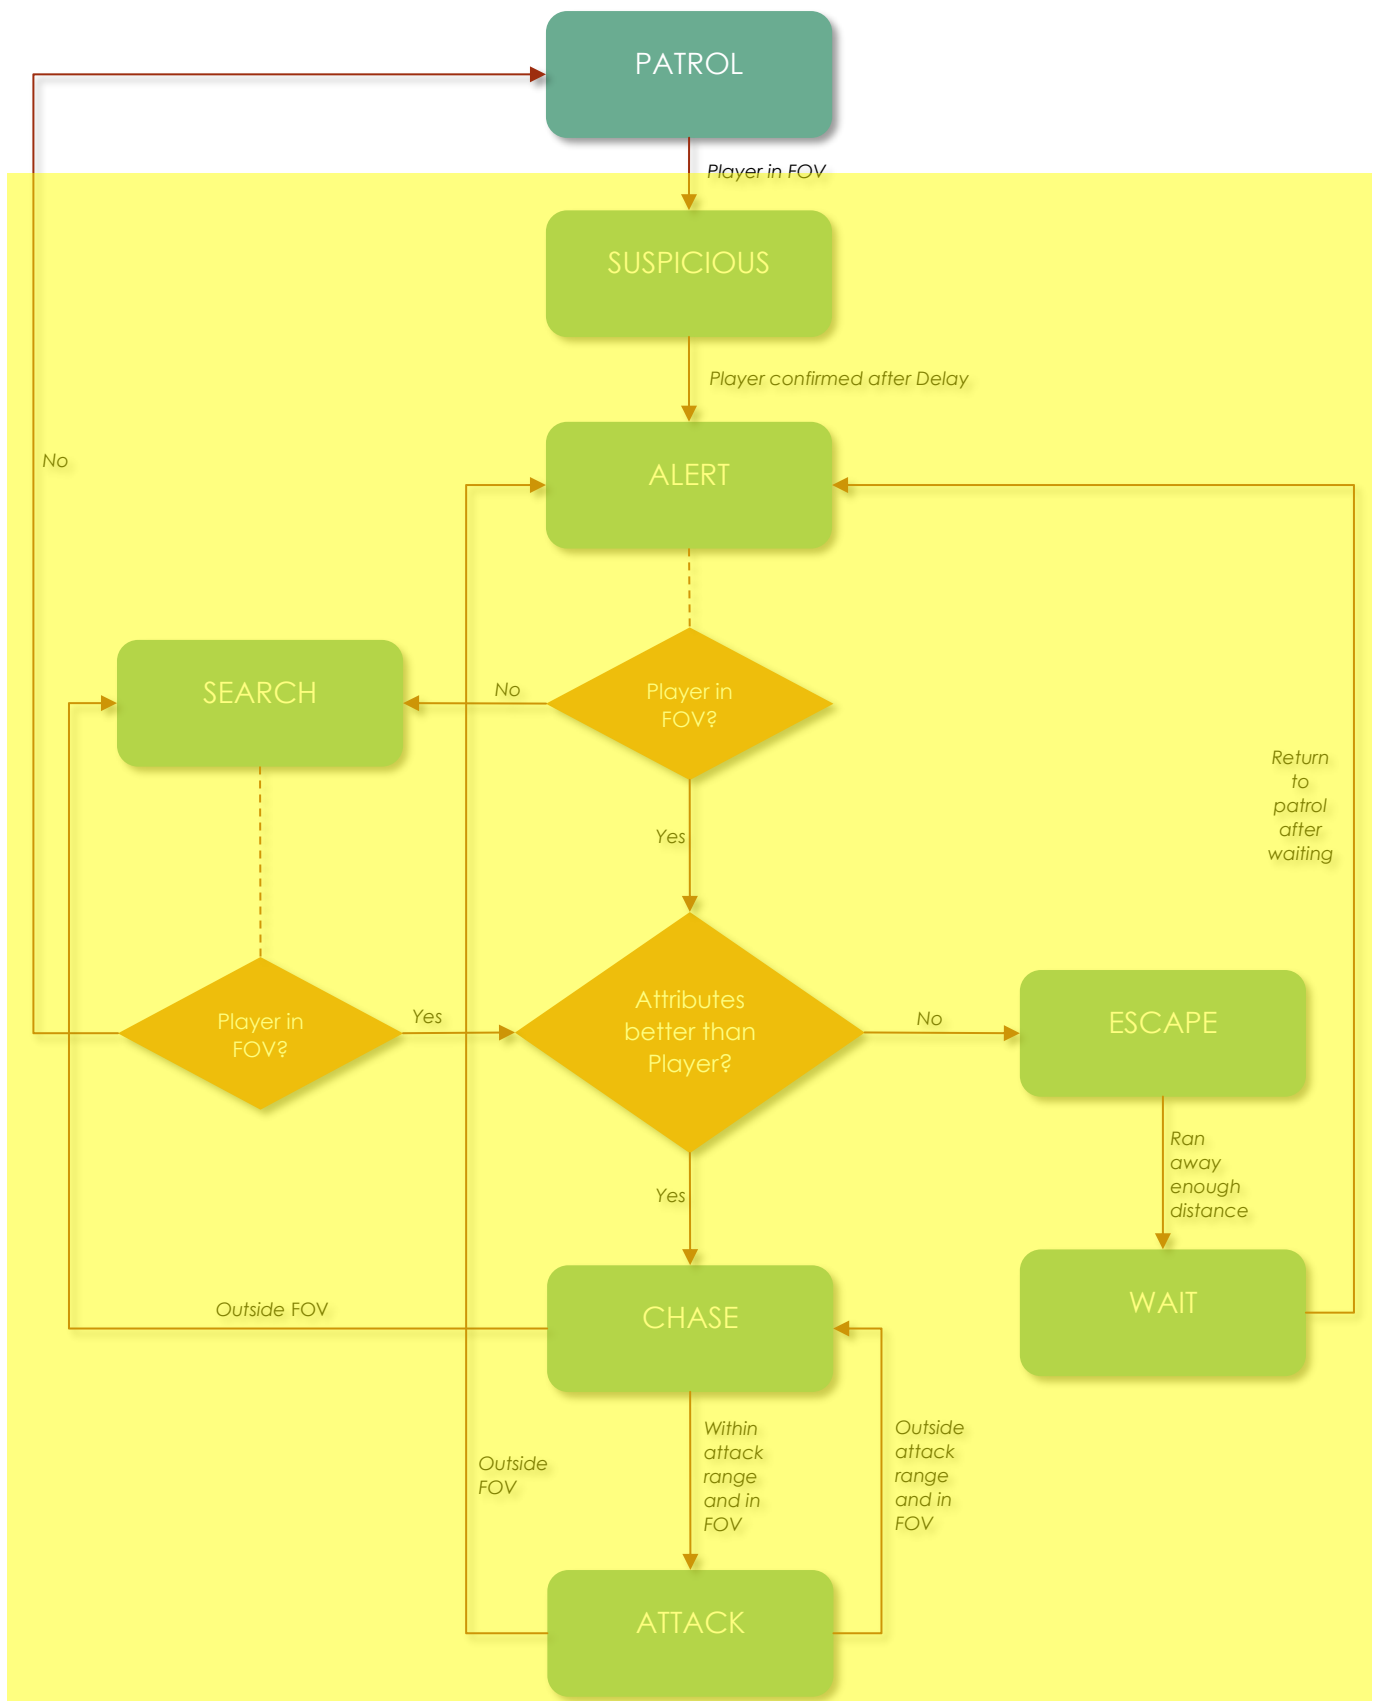 PATROL
Player in FOV
SUSPICIOUS
Player confirmed after Delay
No
ALERT
SEARCH
No
Player in
FOV?
Return
to
patrol
after
waiting
Yes
Player in
FOV?
Yes
Attributes
better than
Player?
No
ESCAPE
Ran
away
enough
distance
Yes
Outside FOV
CHASE
WAIT
Outside
FOV
Within
attack
range
and in
FOV
Outside
attack
range
and in
FOV
ATTACK